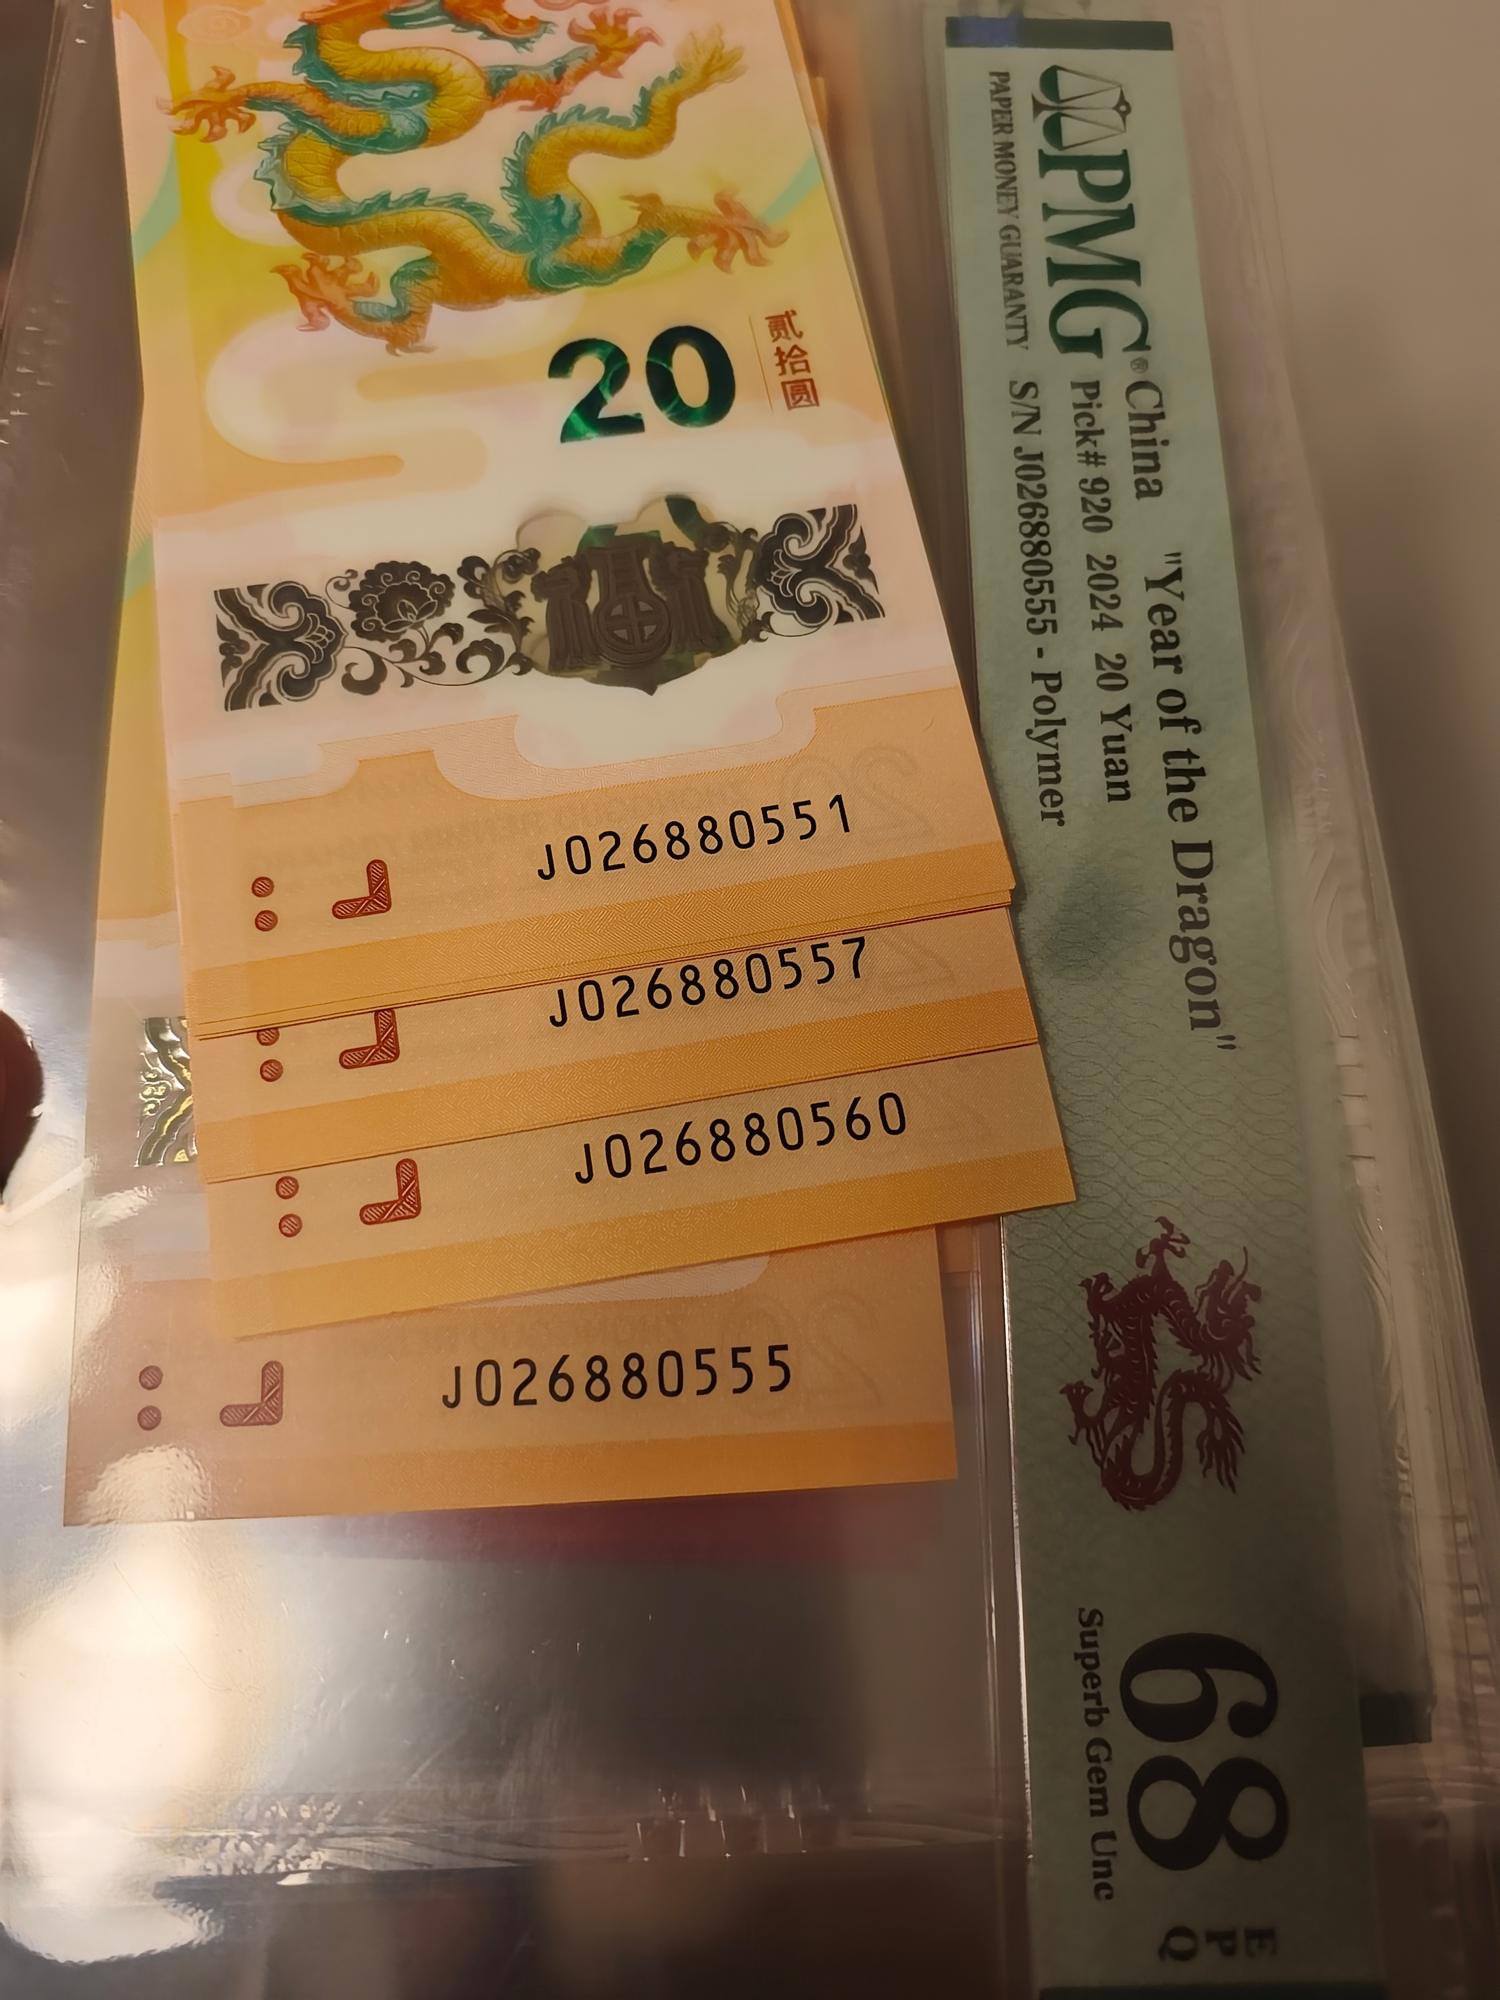 20
贰拾圆
J026880551
J026880557
J026880560
J026880555
PMG®
PAPER MONEY GUARANTY
China "Year of the Dragon"
Pick# 920 2024 20 Yuan
S/N J026880555 - Polymer
68
EPQ
Superb Gem Unc